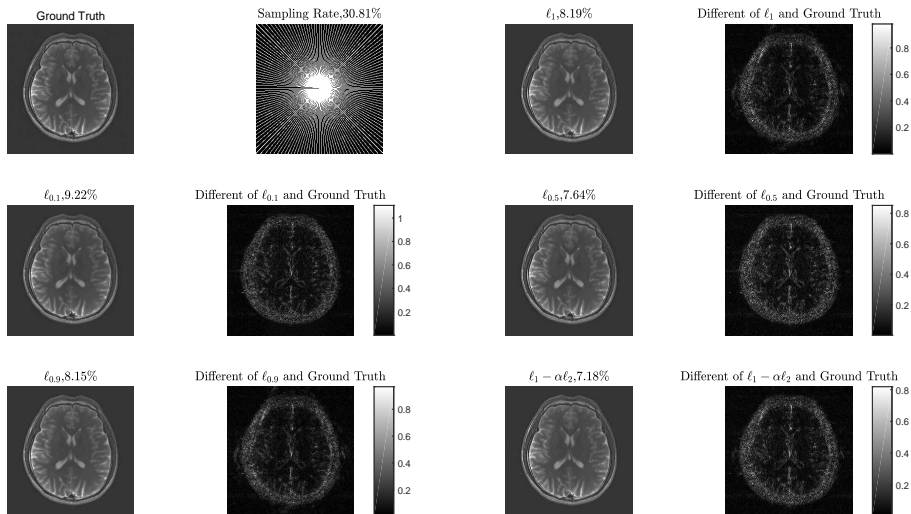 Ground Truth
Sampling Rate,30.81%
ℓ₁,8.19%
Different of ℓ₁ and Ground Truth
0.8
0.6
0.4
0.2
ℓ₀.₁,9.22%
Different of ℓ₀.₁ and Ground Truth
1
0.8
0.6
0.4
0.2
ℓ₀.₅,7.64%
Different of ℓ₀.₅ and Ground Truth
0.8
0.6
0.4
0.2
ℓ₀.₉,8.15%
Different of ℓ₀.₉ and Ground Truth
0.8
0.6
0.4
0.2
ℓ₁ − αℓ₂,7.18%
Different of ℓ₁ − αℓ₂ and Ground Truth
0.8
0.6
0.4
0.2